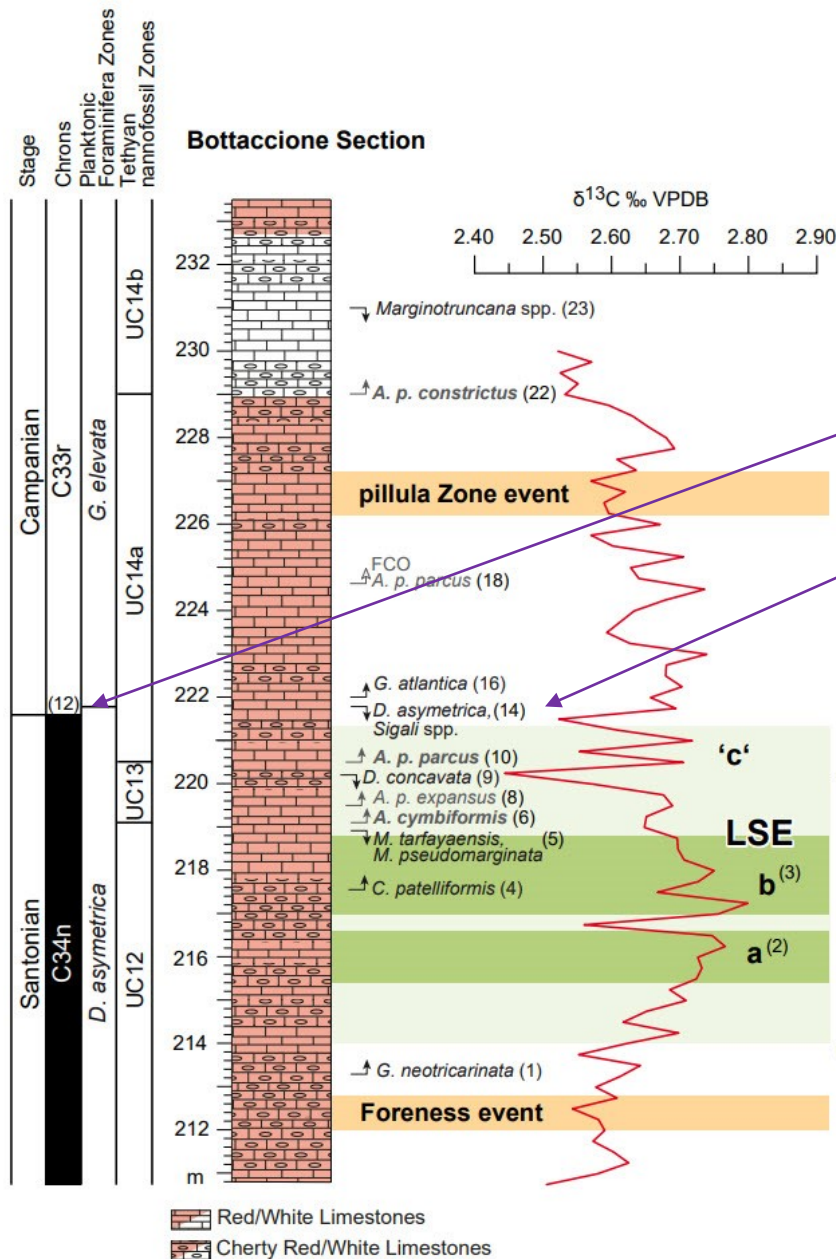 Stage
Chrons
Planktonic
Foraminifera Zones
Tethyan
nannofossil Zones
Bottaccione Section
δ13C ‰ VPDB
2.40 2.50 2.60 2.70 2.80 2.90
232
230
228
226
224
222
220
218
216
214
212
m
Campanian
Santonian
C33r
(12)
C34n
G. elevata
D. asymetrica
UC14b
UC14a
UC13
UC12
Marginotruncana spp. (23)
A. p. constrictus (22)
pillula Zone event
FCO
A. p. parcus (18)
G. atlantica (16)
D. asymetrica, (14)
Sigali spp.
A. p. parcus (10)
D. concavata (9)
A. p. expansus (8)
A. cymbiformis (6)
M. tarfayaensis, (5)
M. pseudomarginata
C. patelliformis (4)
G. neotricarinata (1)
Foreness event
'c'
LSE
b (3)
a (2)
Red/White Limestones
Cherty Red/White Limestones